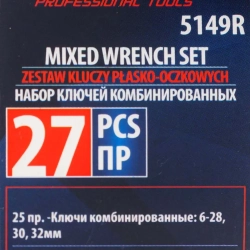 PROFESSIONAL TOOLS
5149R
MIXED WRENCH SET
ZESTAW KLUCZY PŁASKO-OCZKOWYCH
НАБОР КЛЮЧЕЙ КОМБИНИРОВАННЫХ
27 PCS
ПР
25 пр. -Ключи комбинированные: 6-28,
30, 32мм